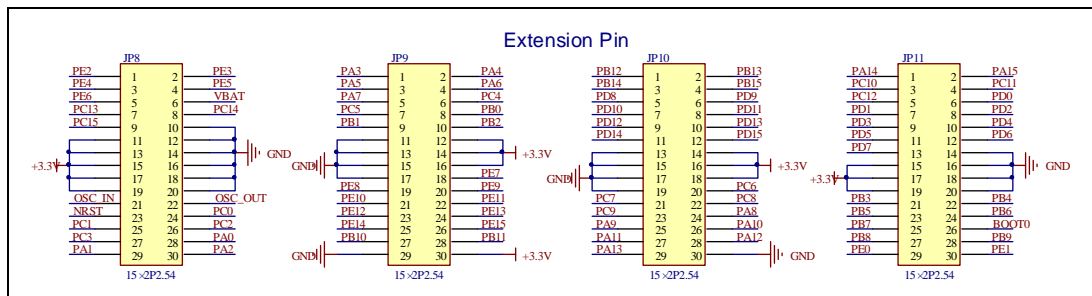 Extension Pin
JP8
PE2 1 2 PE3
PE4 3 4 PE5
PE6 5 6 VBAT
PC13 7 8 PC14
PC15 9 10
11 12
13 14 GND
+3.3V 15 16
17 18
19 20
OSC_IN 21 22 OSC_OUT
NRST 23 24 PC0
PC1 25 26 PC2
PC3 27 28 PA0
PA1 29 30 PA2
15×2P2.54
JP9
PA3 1 2 PA4
PA5 3 4 PA6
PA7 5 6 PC4
PC5 7 8 PB0
PB1 9 10 PB2
11 12
13 14 +3.3V
GND 15 16
17 18 PE7
PE8 19 20 PE9
PE10 21 22 PE11
PE12 23 24 PE13
PE14 25 26 PE15
PB10 27 28 PB11
GND 29 30 +3.3V
15×2P2.54
JP10
PB12 1 2 PB13
PB14 3 4 PB15
PD8 5 6 PD9
PD10 7 8 PD11
PD12 9 10 PD13
PD14 11 12 PD15
13 14
15 16 +3.3V
GND 17 18
19 20 PC6
PC7 21 22 PC8
PC9 23 24 PA8
PA9 25 26 PA10
PA11 27 28 PA12
PA13 29 30 GND
15×2P2.54
JP11
PA14 1 2 PA15
PC10 3 4 PC11
PC12 5 6 PD0
PD1 7 8 PD2
PD3 9 10 PD4
PD5 11 12 PD6
PD7 13 14
15 16 GND
+3.3V 17 18
19 20
PB3 21 22 PB4
PB5 23 24 PB6
PB7 25 26 BOOT0
PB8 27 28 PB9
PE0 29 30 PE1
15×2P2.54